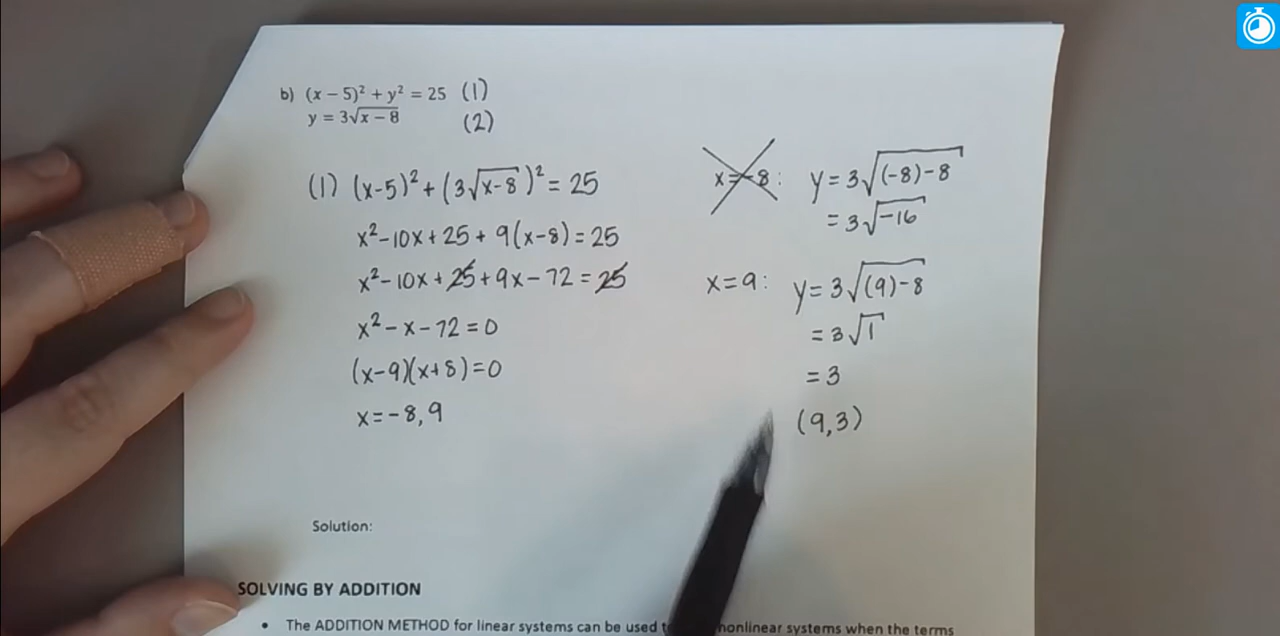 b) (x – 5)² + y² = 25 (1)
y = 3√x – 8 (2)
(1) (x-5)² + (3√x-8)² = 25
x² - 10x + 25 + 9(x-8) = 25
x² - 10x + 25 + 9x - 72 = 25
x² - x - 72 = 0
(x-9)(x+8) = 0
x = -8, 9
x = -8: y = 3√(-8)-8
= 3√-16
x = 9: y = 3√(9)-8
= 3√1
= 3
(9,3)
Solution:
SOLVING BY ADDITION
• The ADDITION METHOD for linear systems can be used nonlinear systems when the terms